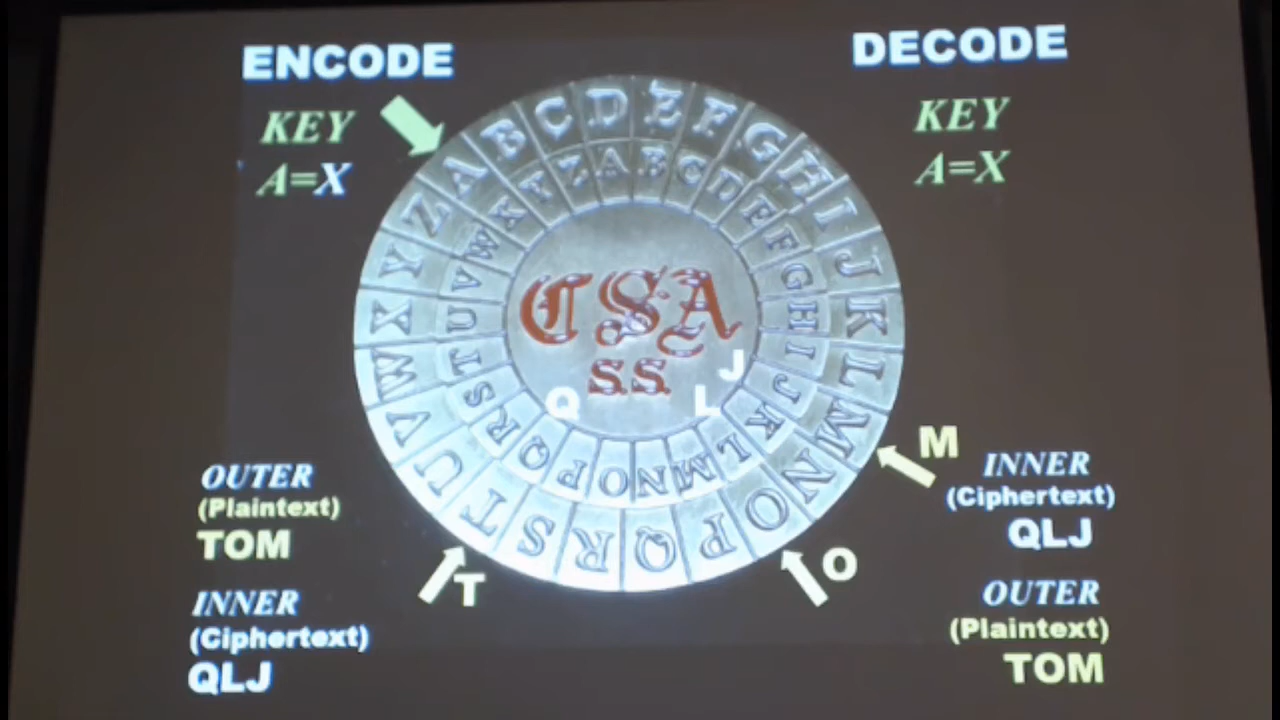 ENCODE
DECODE
KEY
A=X
KEY
A=X
A B C D E F G H I J K L M N O P Q R S T U V W X Y Z
X Y Z A B C D E F G H I J K L M N O P Q R S T U V W
CSA
S.S.
J
Q
L
M
T
O
OUTER
(Plaintext)
TOM
INNER
(Ciphertext)
QLJ
INNER
(Ciphertext)
QLJ
OUTER
(Plaintext)
TOM